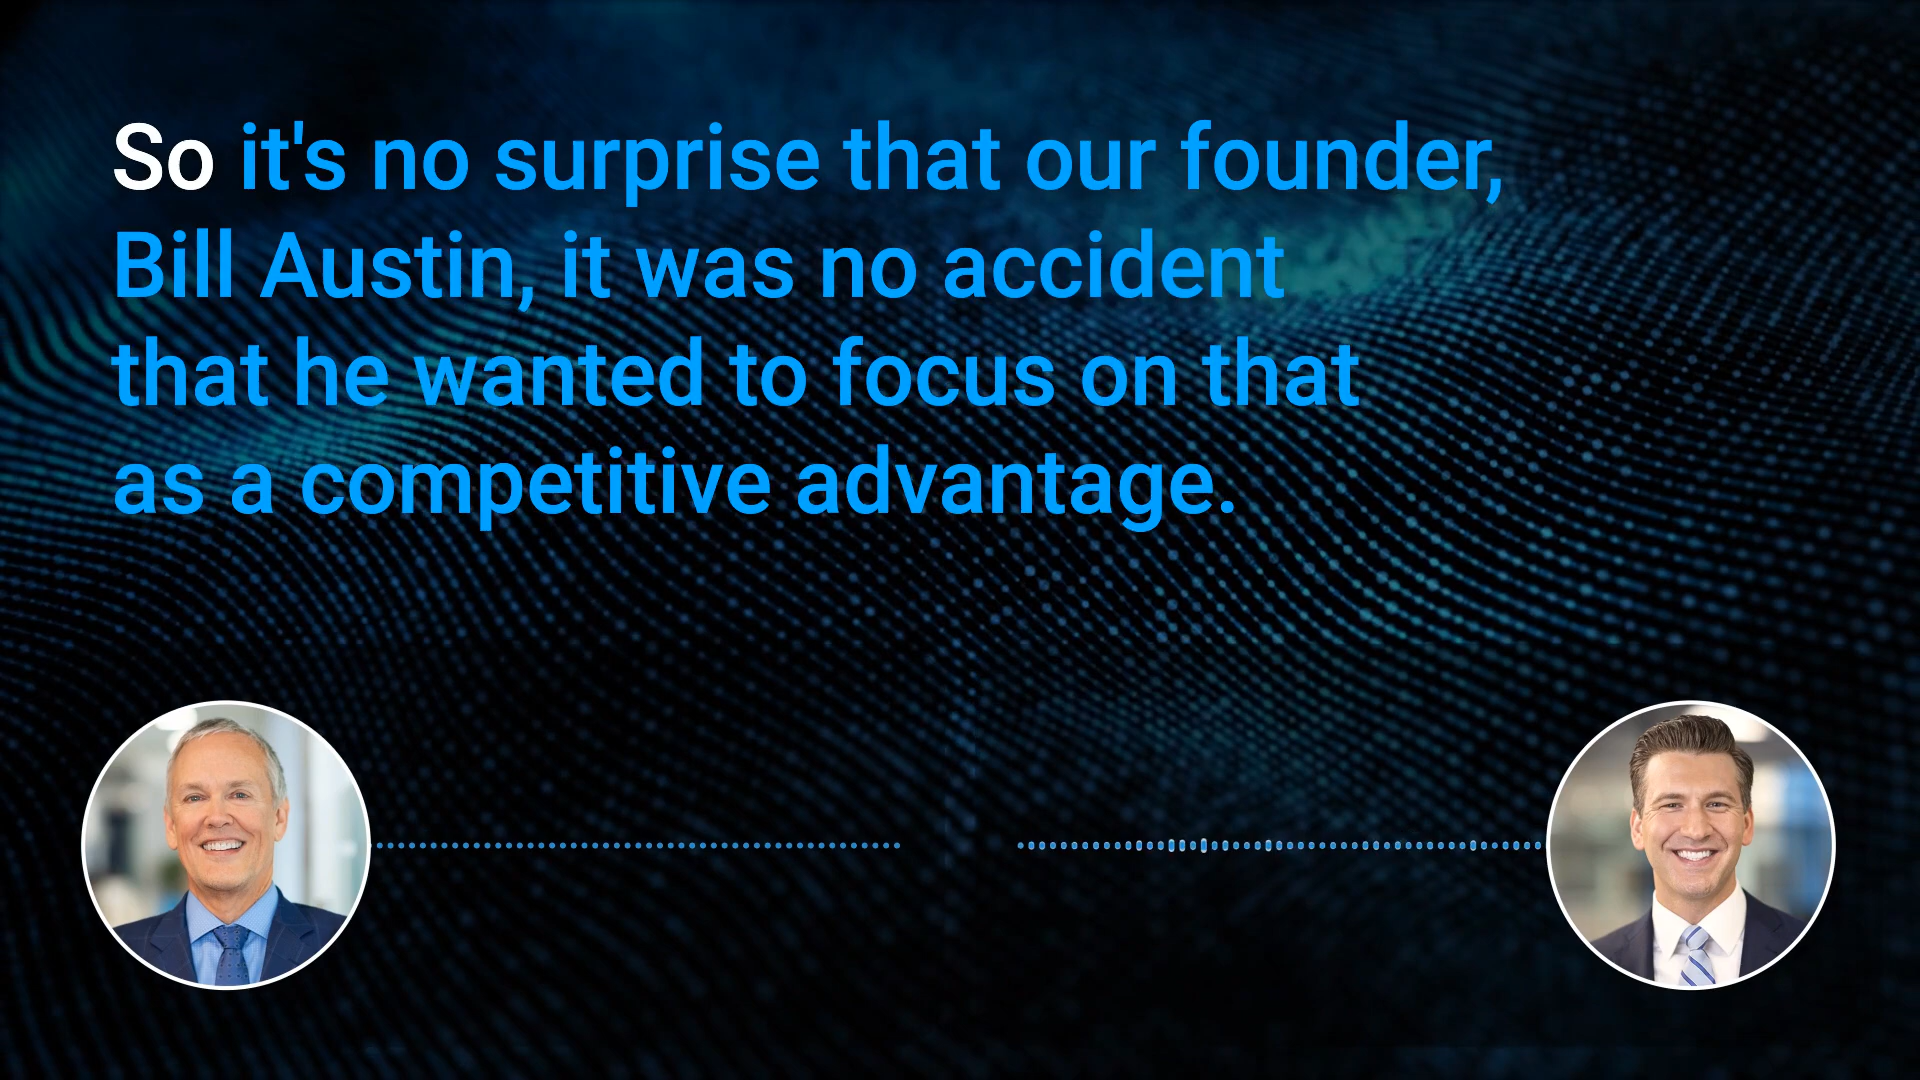 So it's no surprise that our founder,
Bill Austin, it was no accident
that he wanted to focus on that
as a competitive advantage.